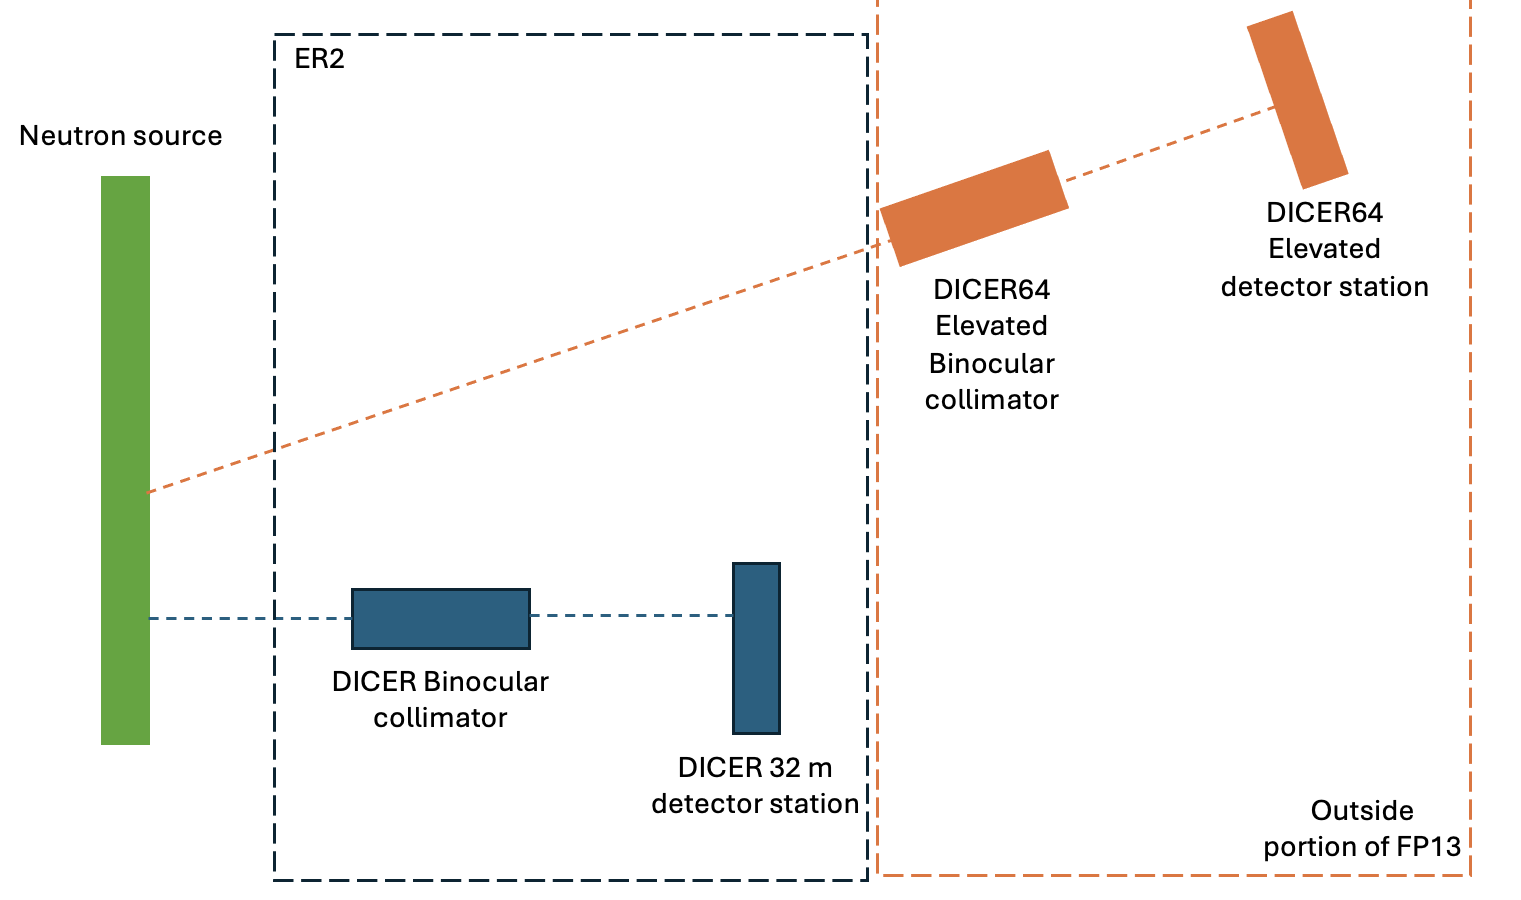 ER2
Neutron source
DICER64
Elevated
detector station
DICER64
Elevated
Binocular
collimator
DICER Binocular
collimator
DICER 32 m
detector station
Outside
portion of FP13